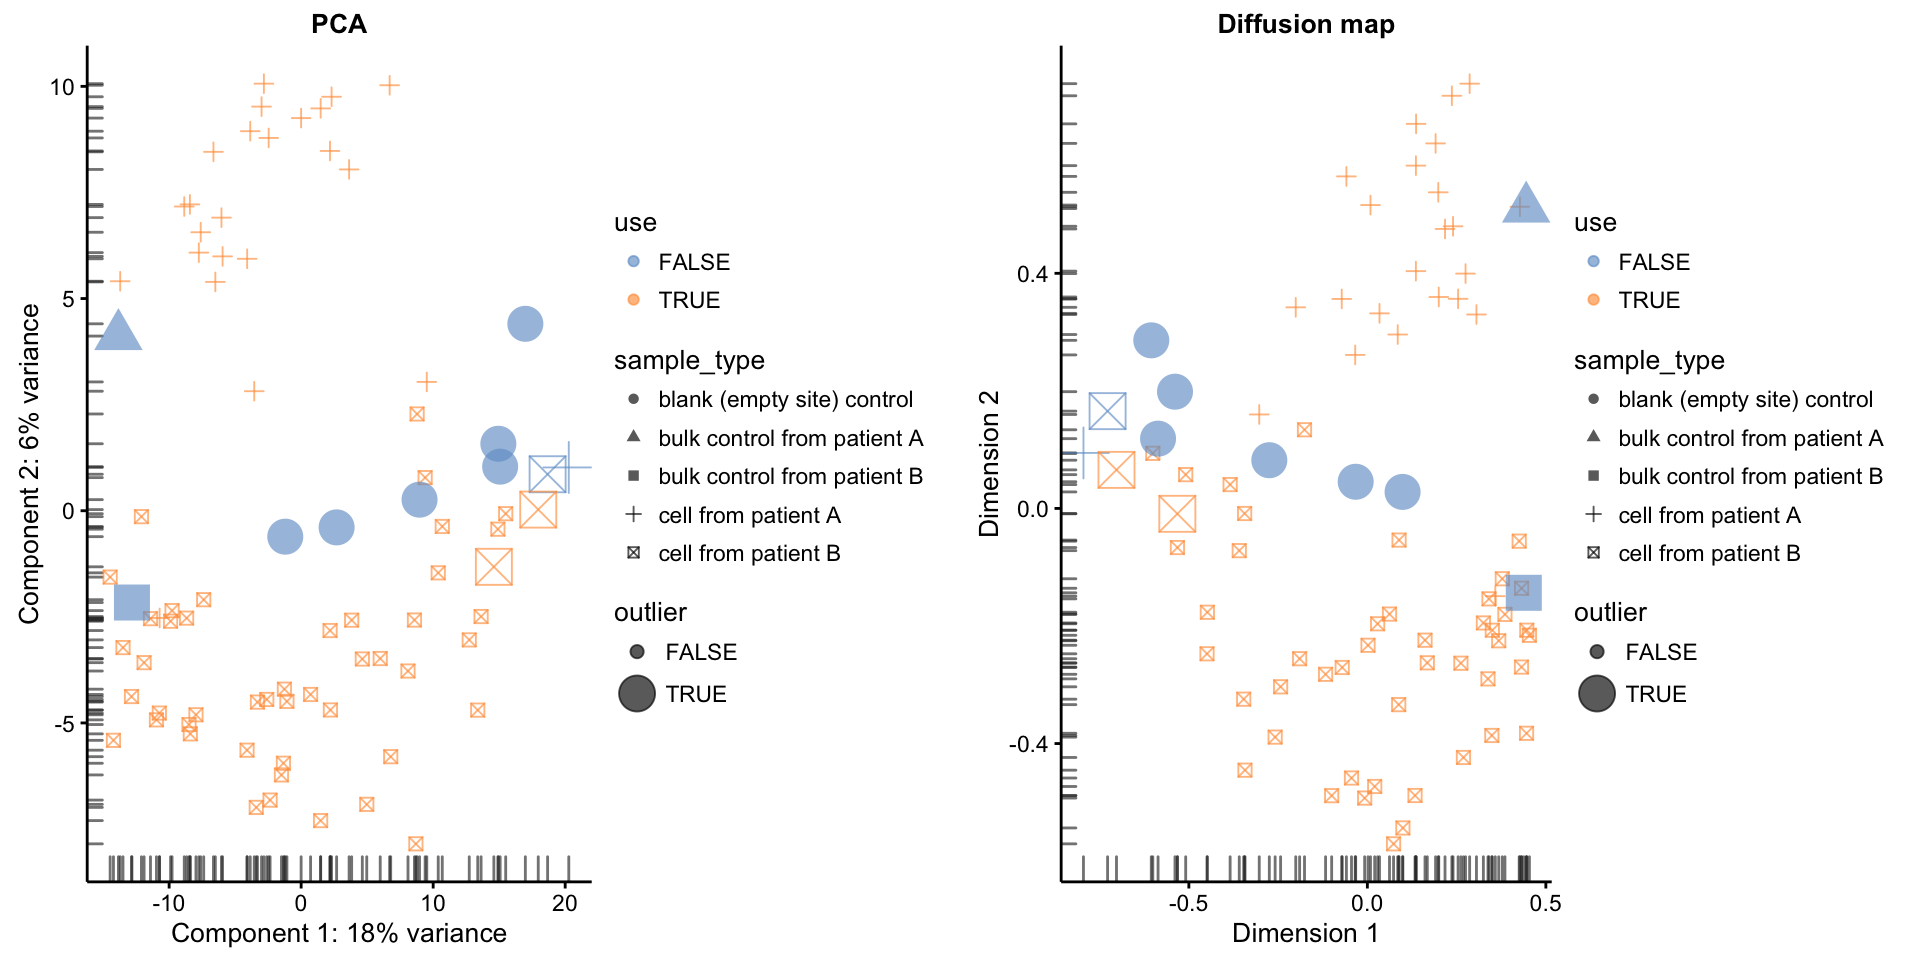 PCA
10
5
0
-5
Component 2: 6% variance
-10
0
10
20
Component 1: 18% variance
use
FALSE
TRUE
sample_type
blank (empty site) control
bulk control from patient A
bulk control from patient B
cell from patient A
cell from patient B
outlier
FALSE
TRUE
Diffusion map
0.4
0.0
-0.4
Dimension 2
-0.5
0.0
0.5
Dimension 1
use
FALSE
TRUE
sample_type
blank (empty site) control
bulk control from patient A
bulk control from patient B
cell from patient A
cell from patient B
outlier
FALSE
TRUE